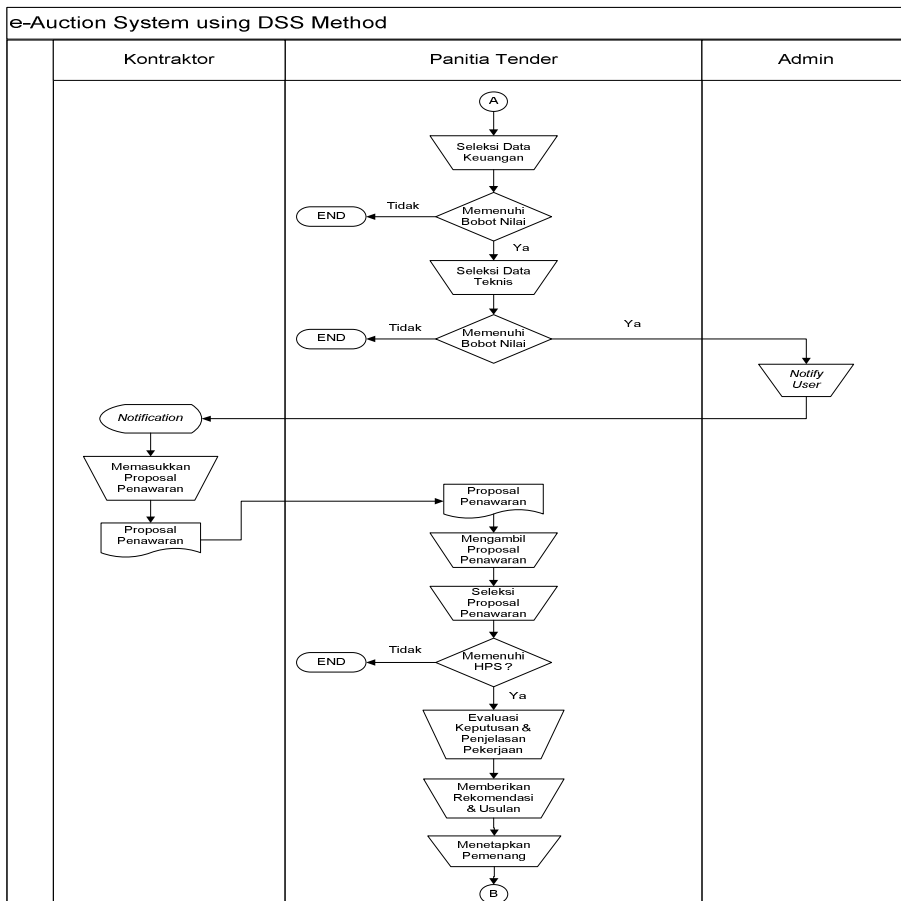 e-Auction System using DSS Method
Kontraktor
Panitia Tender
Admin
A
Seleksi Data
Keuangan
Memenuhi
Bobot Nilai
Tidak
END
Ya
Seleksi Data
Teknis
Memenuhi
Bobot Nilai
Tidak
END
Ya
Notify
User
Notification
Memasukkan
Proposal
Penawaran
Proposal
Penawaran
Proposal
Penawaran
Mengambil
Proposal
Penawaran
Seleksi
Proposal
Penawaran
Memenuhi
HPS ?
Tidak
END
Ya
Evaluasi
Keputusan &
Penjelasan
Pekerjaan
Memberikan
Rekomendasi
& Usulan
Menetapkan
Pemenang
B